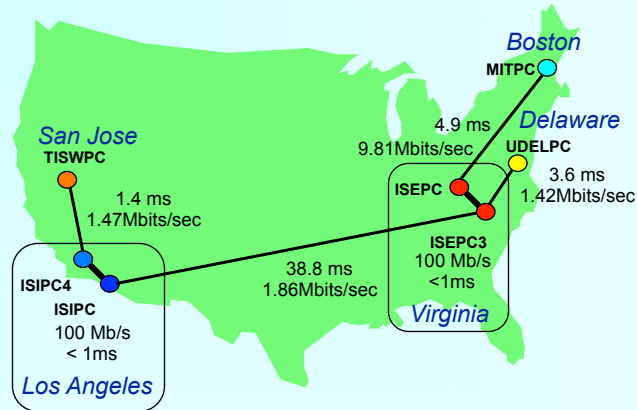 Boston
MITPC
4.9 ms
9.81Mbits/sec
Delaware
UDELPC
3.6 ms
1.42Mbits/sec
San Jose
TISWPC
1.4 ms
1.47Mbits/sec
ISEPC
ISEPC3
100 Mb/s
<1ms
Virginia
38.8 ms
1.86Mbits/sec
ISIPC4
ISIPC
100 Mb/s
< 1ms
Los Angeles